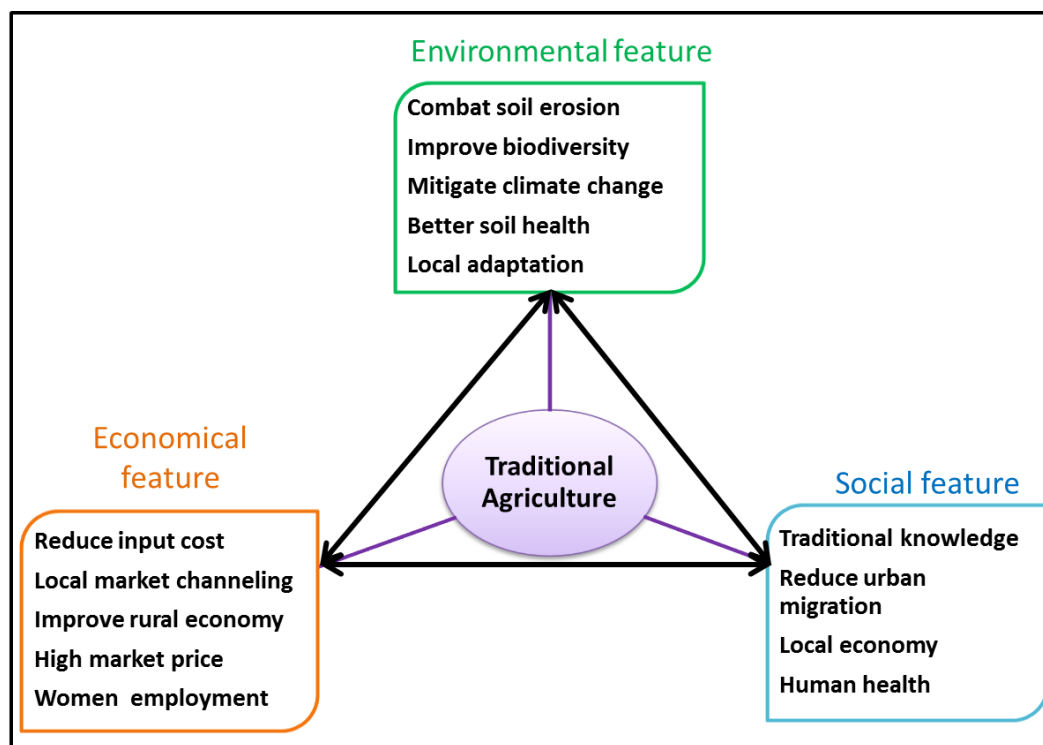 Environmental feature
Combat soil erosion
Improve biodiversity
Mitigate climate change
Better soil health
Local adaptation
Traditional
Agriculture
Economical
feature
Reduce input cost
Local market channeling
Improve rural economy
High market price
Women employment
Social feature
Traditional knowledge
Reduce urban
migration
Local economy
Human health